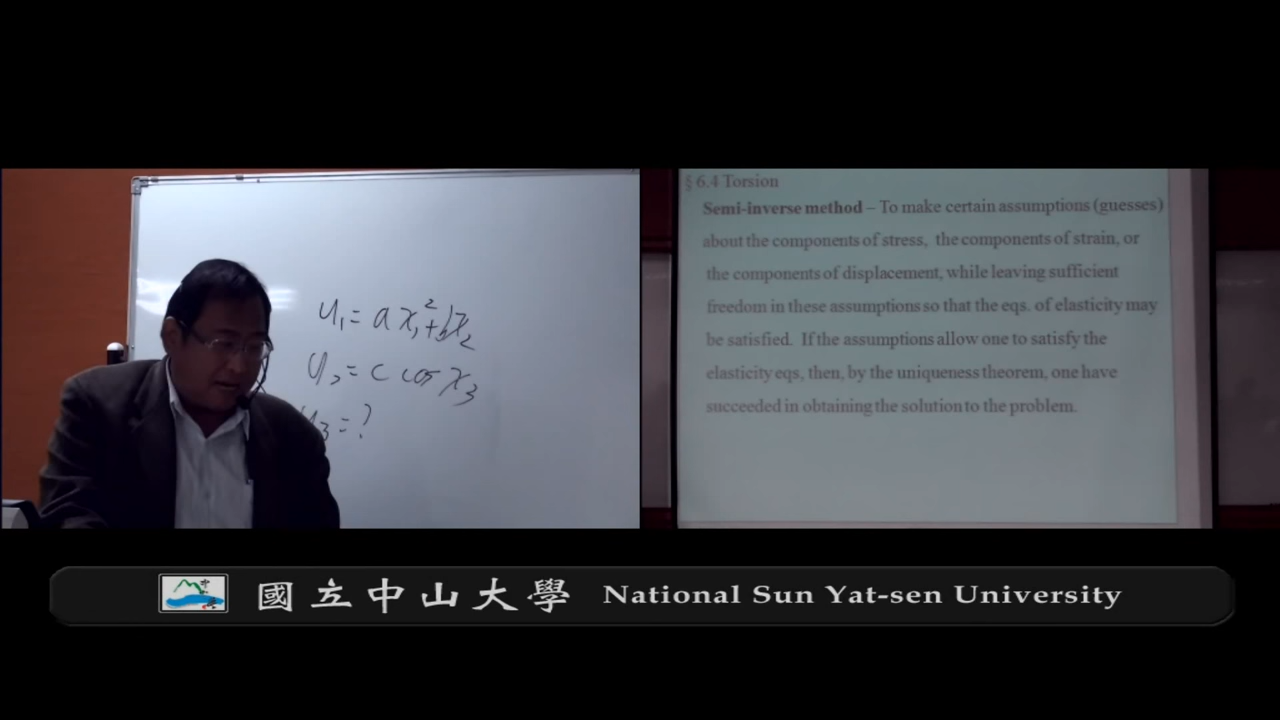 u₁ = a x₁² + b x₂
u₂ = c cos x₃
u₃ = ?
§ 6.4 Torsion
Semi-inverse method – To make certain assumptions (guesses)
about the components of stress, the components of strain, or
the components of displacement, while leaving sufficient
freedom in these assumptions so that the eqs. of elasticity may
be satisfied. If the assumptions allow one to satisfy the
elasticity eqs, then, by the uniqueness theorem, one have
succeeded in obtaining the solution to the problem.
國立中山大學 National Sun Yat-sen University